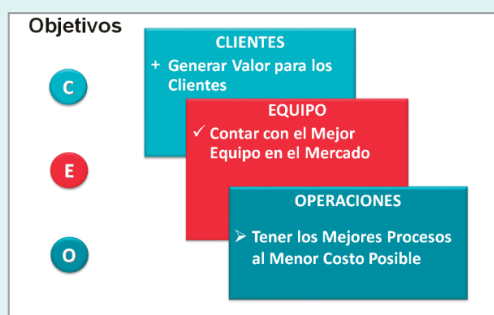 Objetivos
C
CLIENTES
+ Generar Valor para los
Clientes
E
EQUIPO
✓ Contar con el Mejor
Equipo en el Mercado
O
OPERACIONES
➢ Tener los Mejores Procesos
al Menor Costo Posible